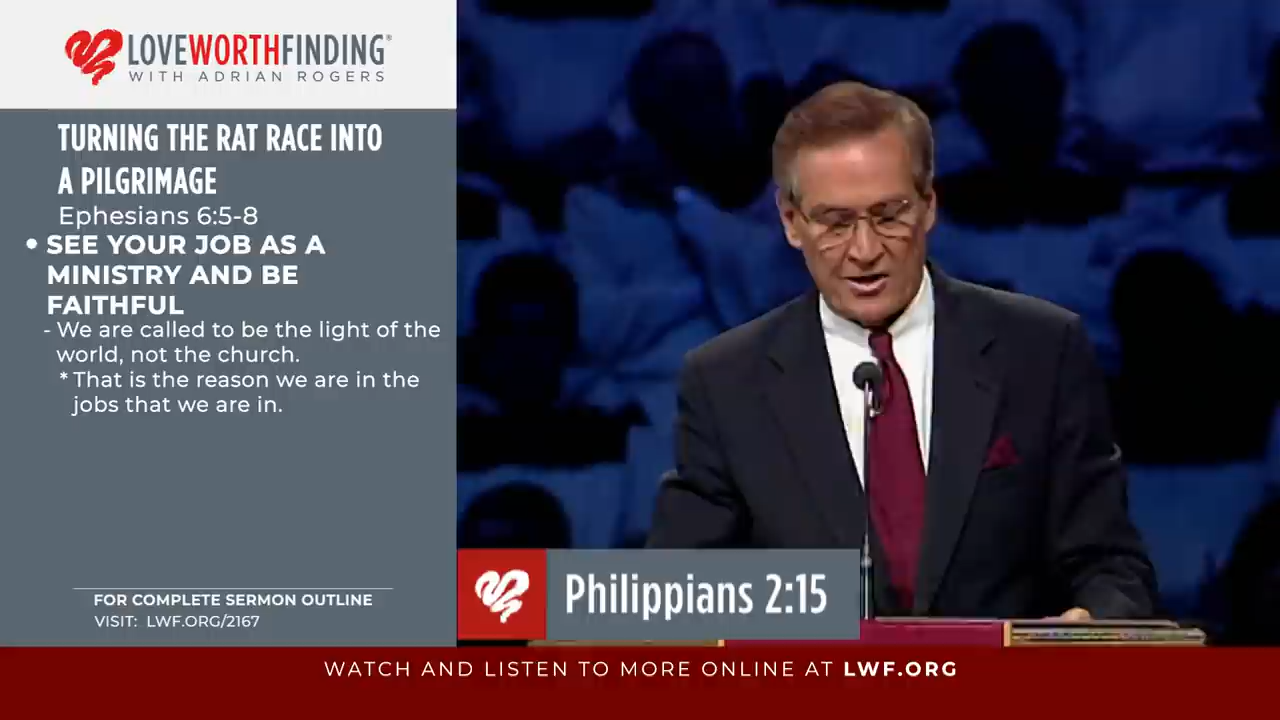 LOVEWORTHFINDING®
WITH ADRIAN ROGERS
TURNING THE RAT RACE INTO
A PILGRIMAGE
Ephesians 6:5-8
• SEE YOUR JOB AS A
MINISTRY AND BE
FAITHFUL
- We are called to be the light of the
world, not the church.
* That is the reason we are in the
jobs that we are in.
FOR COMPLETE SERMON OUTLINE
VISIT: LWF.ORG/2167
Philippians 2:15
WATCH AND LISTEN TO MORE ONLINE AT LWF.ORG